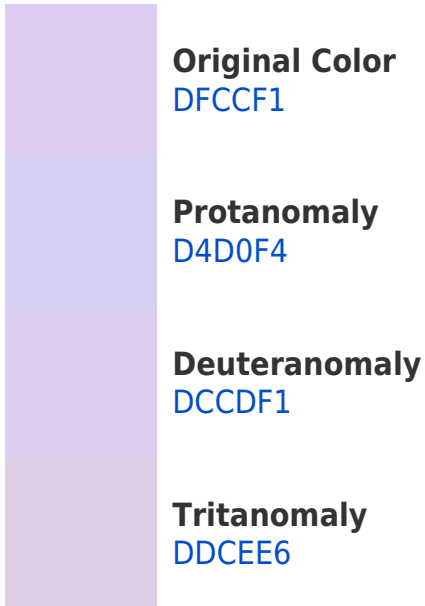 Original Color
DFCCF1
Protanomaly
D4D0F4
Deuteranomaly
DCCDF1
Tritanomaly
DDCEE6